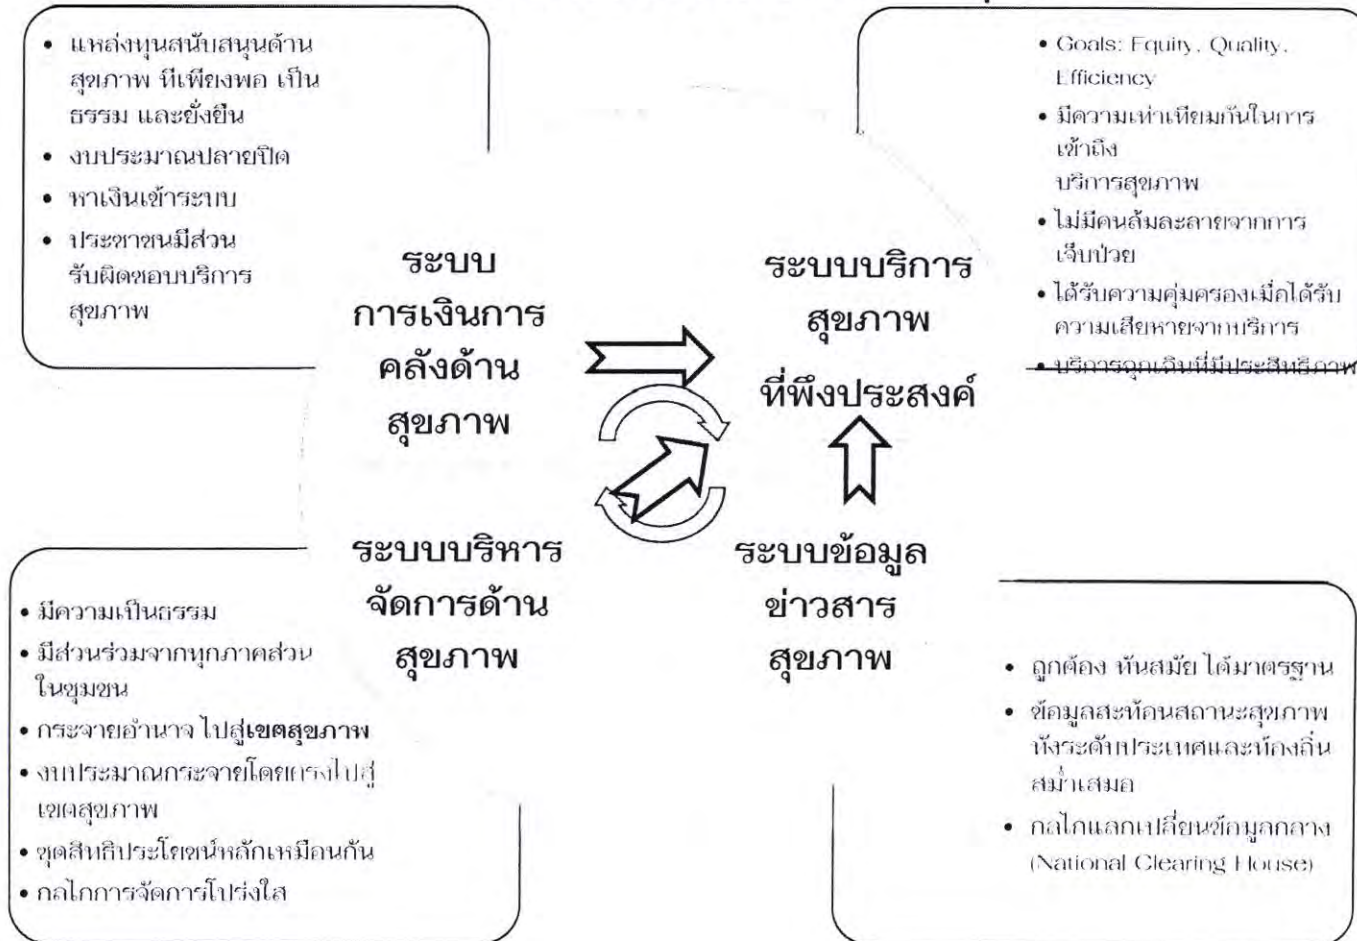 • แหล่งทุนสนับสนุนด้าน
สุขภาพ ที่เพียงพอ เป็น
ธรรม และยั่งยืน
• งบประมาณปลายปิด
• หาเงินเข้าระบบ
• ประชาชนมีส่วน
รับผิดชอบบริการ
สุขภาพ
• Goals: Equity, Quality,
Efficiency
• มีความเท่าเทียมกันในการ
เข้าถึง
บริการสุขภาพ
• ไม่มีคนล้มละลายจากการ
เจ็บป่วย
• ได้รับความคุ้มครองเมื่อได้รับ
ความเสียหายจากบริการ
• บริการฉุกเฉินที่มีประสิทธิภาพ
ระบบ
การเงินการ
คลังด้าน
สุขภาพ
ระบบบริการ
สุขภาพ
ที่พึงประสงค์
ระบบบริหาร
จัดการด้าน
สุขภาพ
ระบบข้อมูล
ข่าวสาร
สุขภาพ
• มีความเป็นธรรม
• มีส่วนร่วมจากทุกภาคส่วน
ในชุมชน
• กระจายอำนาจ ไปสู่เขตสุขภาพ
• งบประมาณกระจายโดยตรงไปสู่
เขตสุขภาพ
• ชุดสิทธิประโยชน์หลักเหมือนกัน
• กลไกการจัดการโปร่งใส
• ถูกต้อง ทันสมัย ได้มาตรฐาน
• ข้อมูลสะท้อนสถานะสุขภาพ
ทั้งระดับประเทศและท้องถิ่น
สม่ำเสมอ
• กลไกแลกเปลี่ยนข้อมูลกลาง
(National Clearing House)